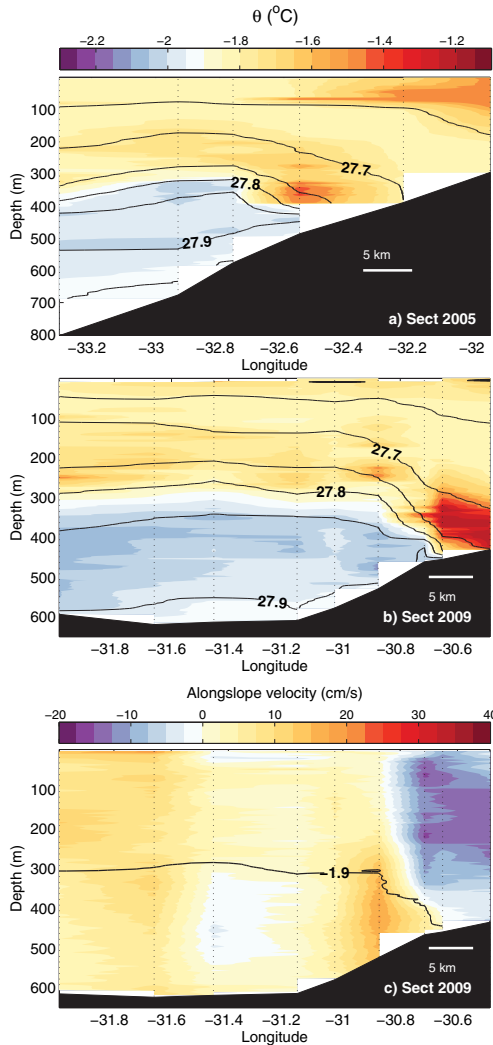 θ (°C)
−2.2 −2 −1.8 −1.6 −1.4 −1.2
100
200
300
400
500
600
700
800
Depth (m)
27.7
27.8
27.9
5 km
a) Sect 2005
−33.2 −33 −32.8 −32.6 −32.4 −32.2 −32
Longitude
100
200
300
400
500
600
Depth (m)
27.7
27.8
27.9
5 km
b) Sect 2009
−31.8 −31.6 −31.4 −31.2 −31 −30.8 −30.6
Longitude
Alongslope velocity (cm/s)
−20 −10 0 10 20 30 40
100
200
300
400
500
600
Depth (m)
−1.9
5 km
c) Sect 2009
−31.8 −31.6 −31.4 −31.2 −31 −30.8 −30.6
Longitude